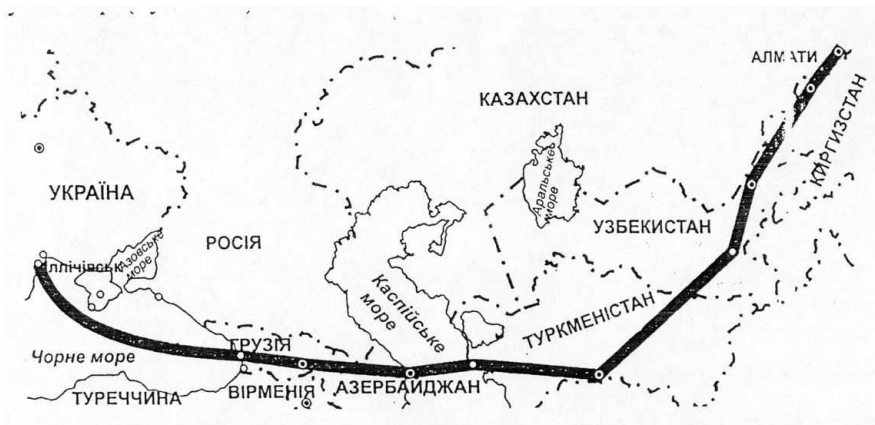 АЛМАТИ
КАЗАХСТАН
КИРГИЗСТАН
Аральське
море
УКРАЇНА
УЗБЕКИСТАН
РОСІЯ
Азовське
море
Іллічівськ
Каспійське
море
ТУРКМЕНІСТАН
ГРУЗІЯ
Чорне море
АЗЕРБАЙДЖАН
ВІРМЕНІЯ
ТУРЕЧЧИНА